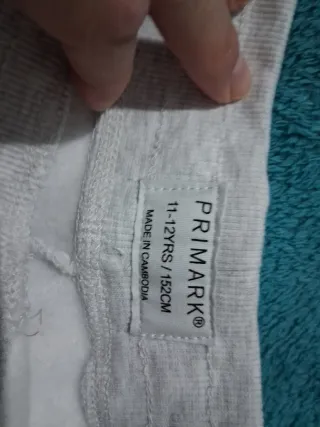 PRIMARK®
11-12YRS / 152CM
MADE IN CAMBODIA